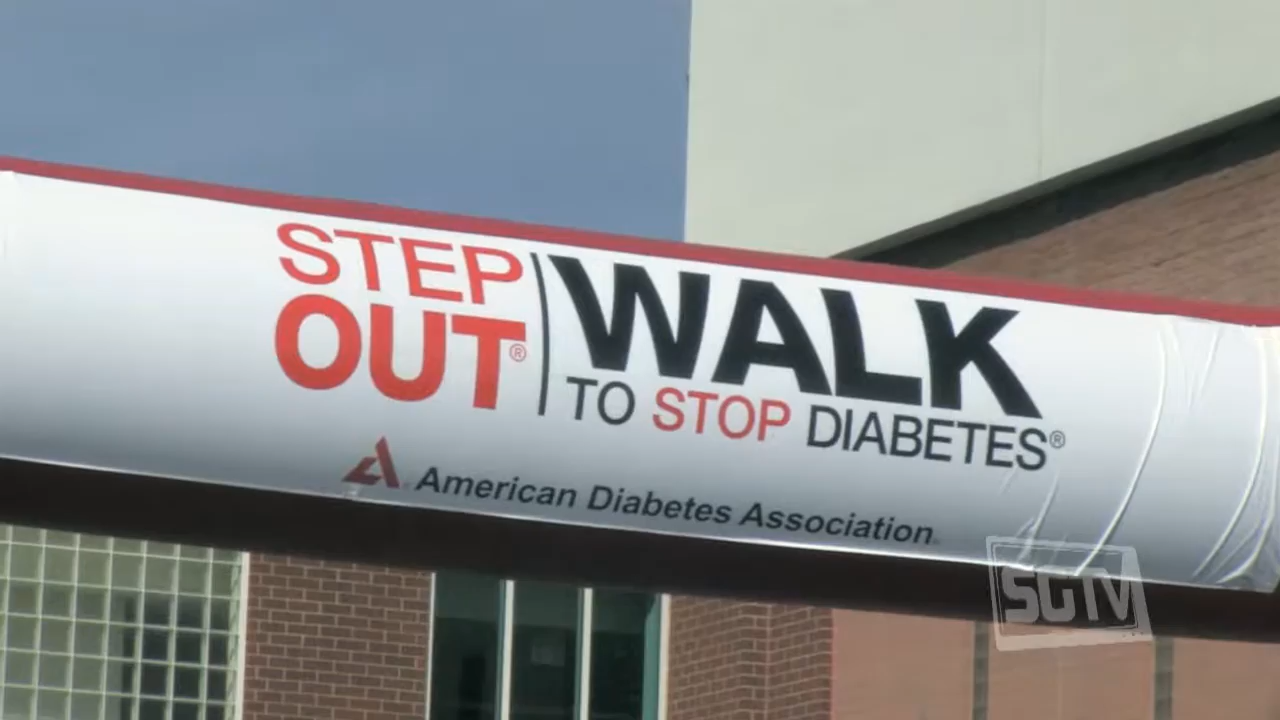 STEP
OUT®
WALK
TO STOP DIABETES®
American Diabetes Association
SGTV